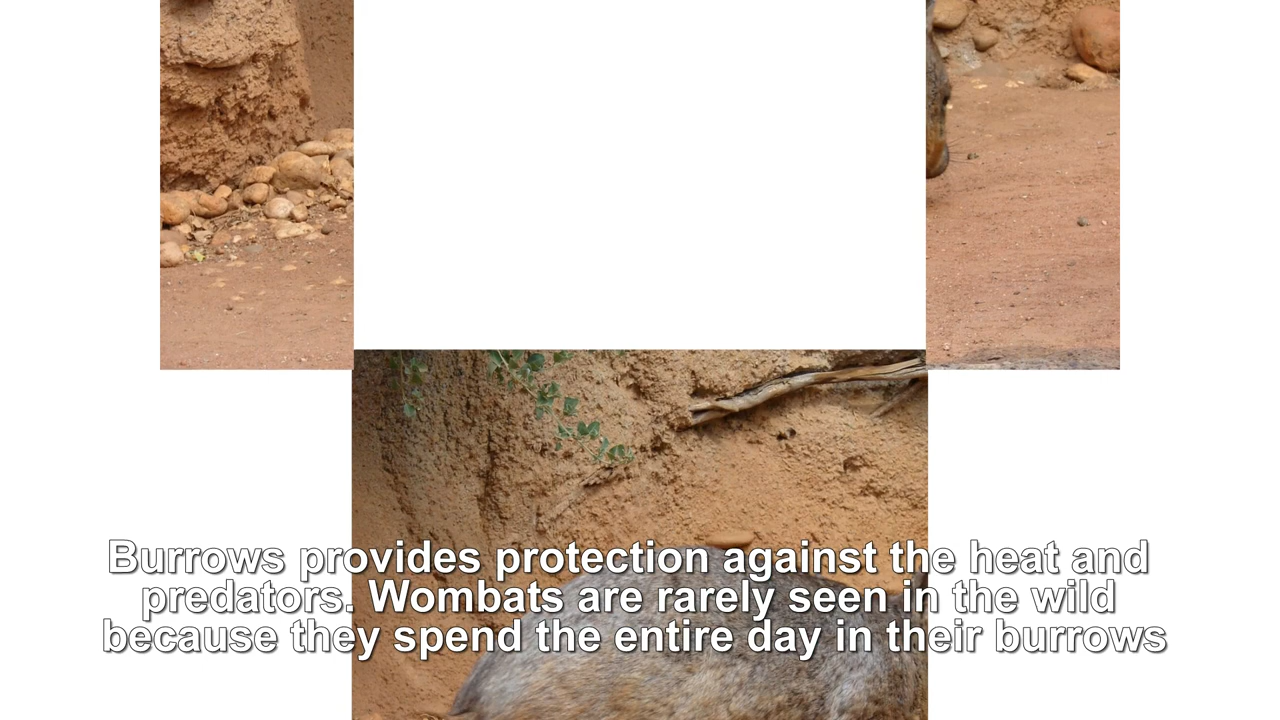 Burrows provides protection against the heat and
predators. Wombats are rarely seen in the wild
because they spend the entire day in their burrows